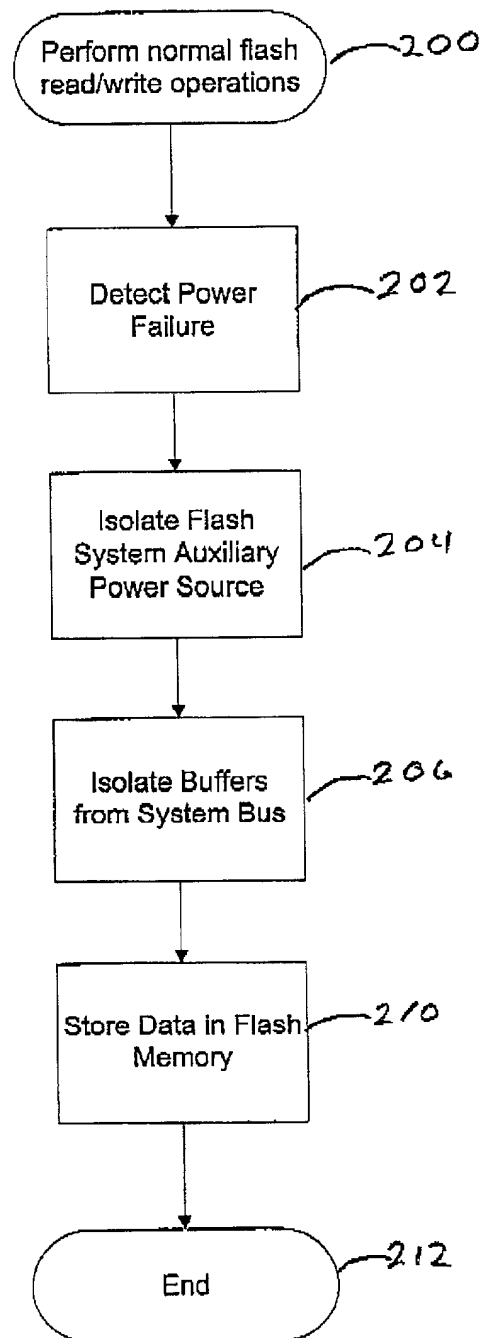 Perform normal flash
read/write operations
200
Detect Power
Failure
202
Isolate Flash
System Auxiliary
Power Source
204
Isolate Buffers
from System Bus
206
Store Data in Flash
Memory
210
End
212